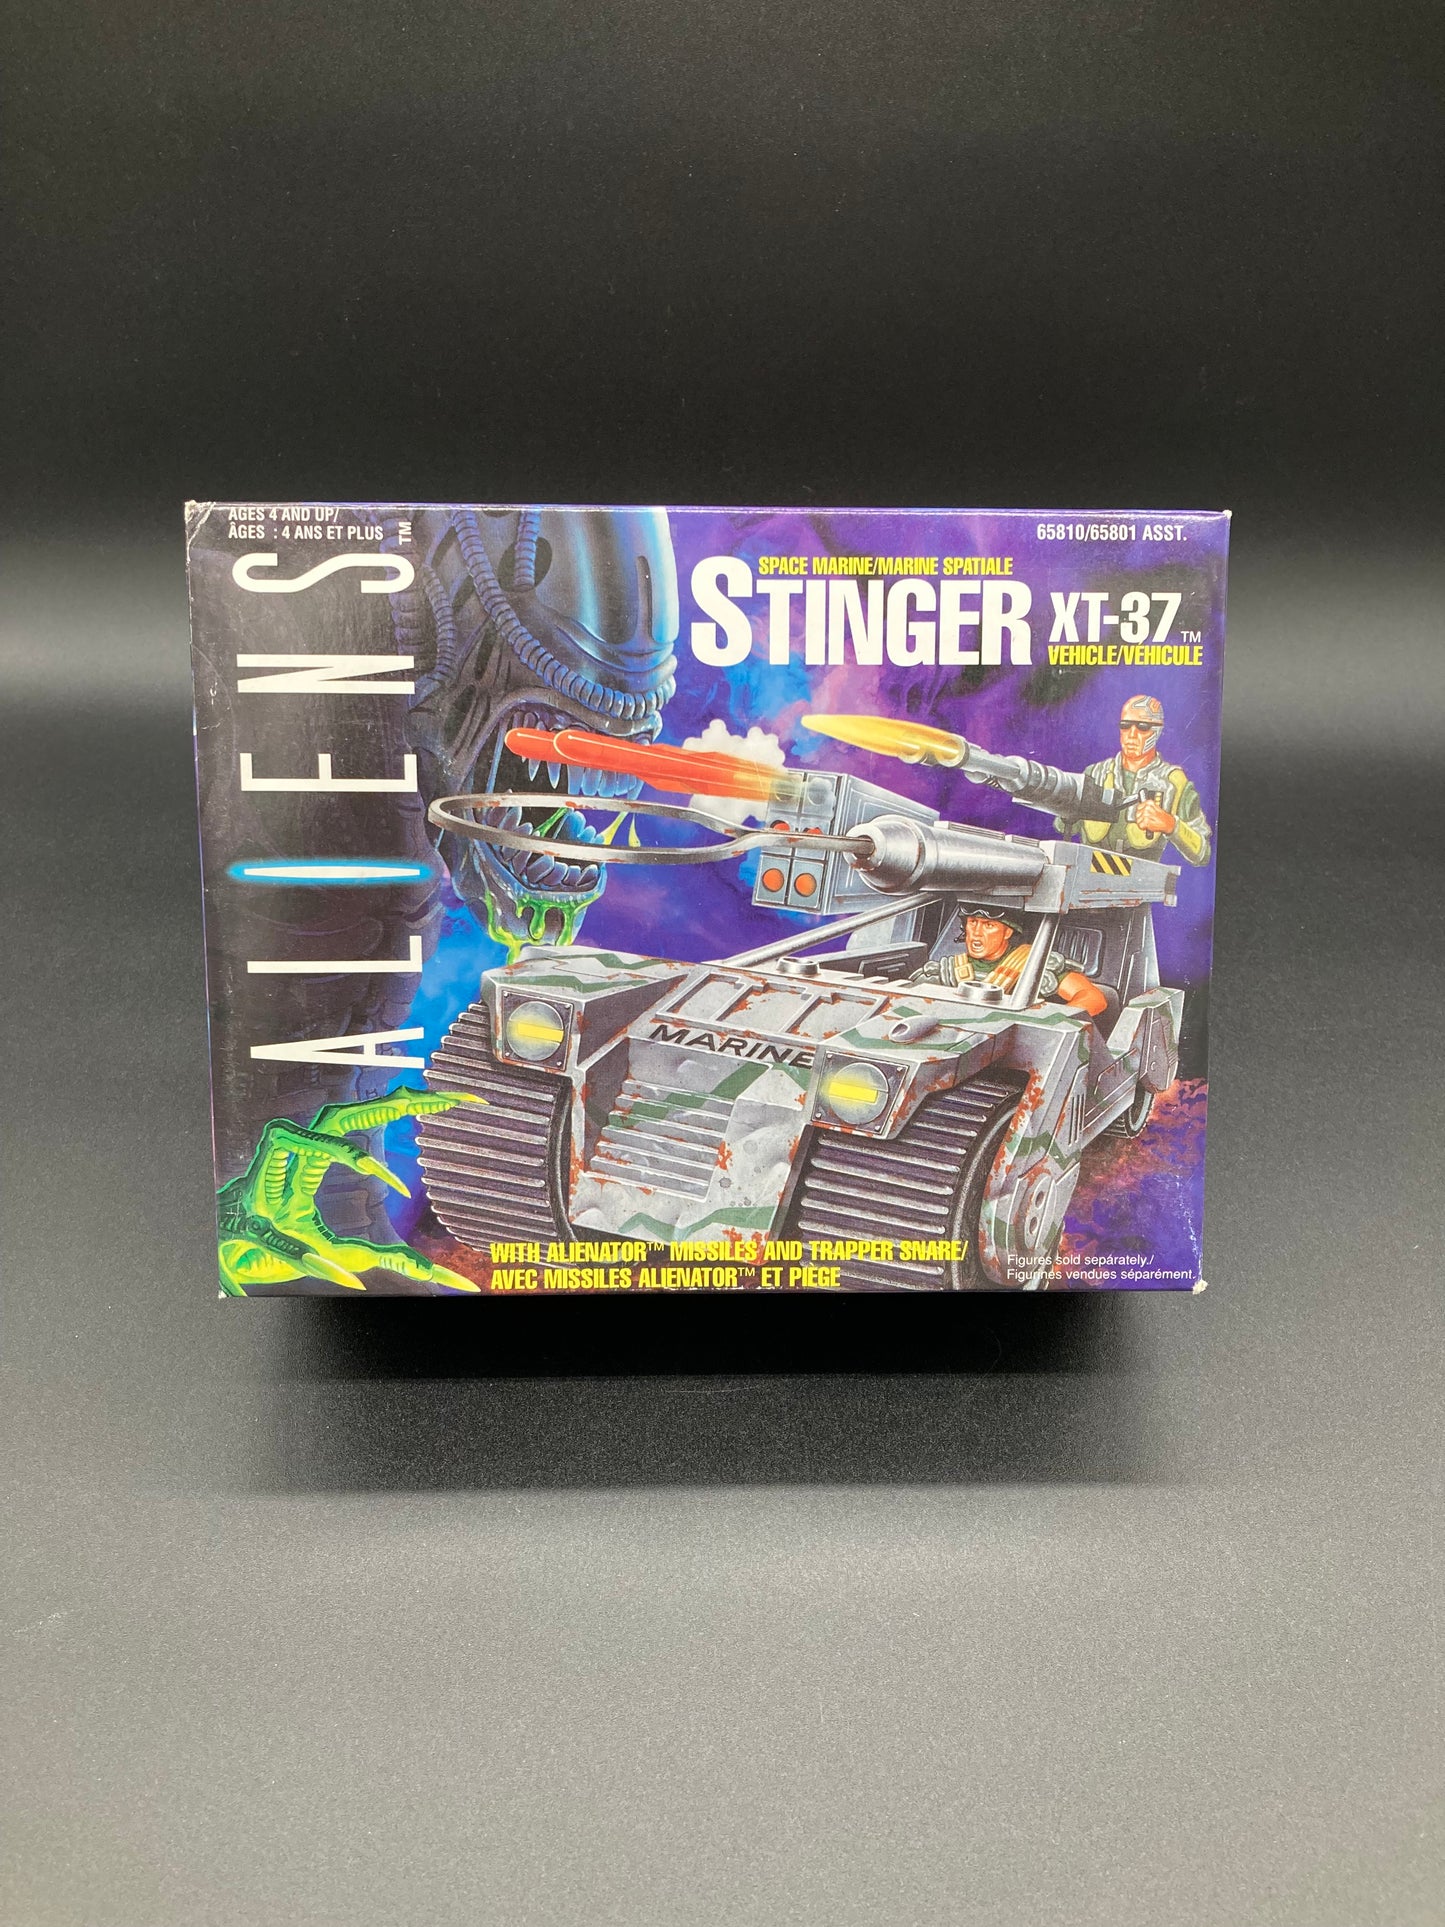 AGES 4 AND UP/
ÂGES : 4 ANS ET PLUS
ALIENS™
65810/65801 ASST.
SPACE MARINE/MARINE SPATIALE
STINGER XT-37™
VEHICLE/VÉHICULE
MARINE
WITH ALIENATOR™ MISSILES AND TRAPPER SNARE/
AVEC MISSILES ALIENATOR™ ET PIÈGE
Figures sold separately./
Figurines vendues séparément.